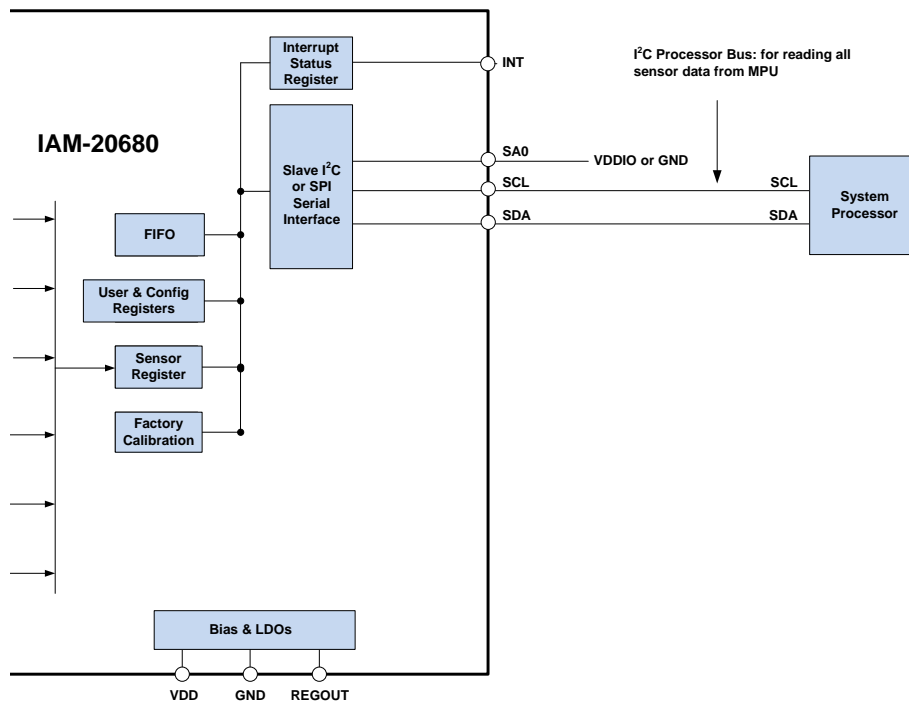 Interrupt
Status
Register
INT
I²C Processor Bus: for reading all
sensor data from MPU
IAM-20680
Slave I²C
or SPI
Serial
Interface
SA0
VDDIO or GND
SCL
SCL
SDA
SDA
System
Processor
FIFO
User & Config
Registers
Sensor
Register
Factory
Calibration
Bias & LDOs
VDD
GND
REGOUT